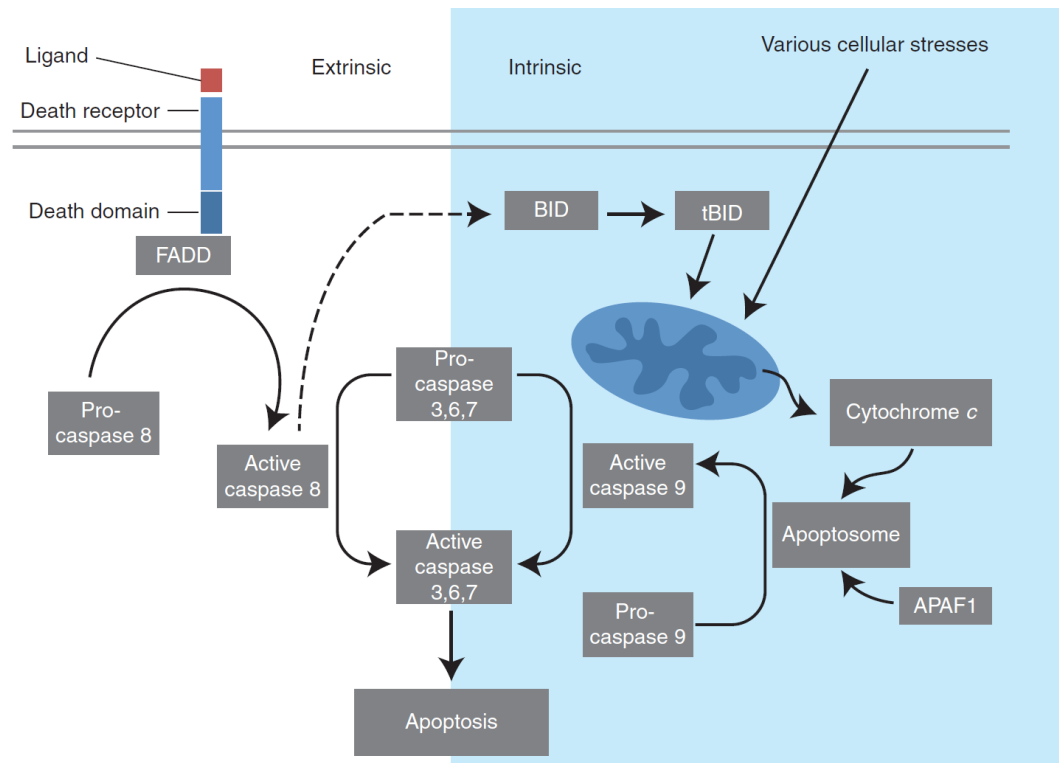 Various cellular stresses
Ligand
Extrinsic
Intrinsic
Death receptor
Death domain
BID
tBID
FADD
Pro-
caspase
3,6,7
Pro-
caspase 8
Cytochrome c
Active
caspase 8
Active
caspase 9
Apoptosome
Active
caspase
3,6,7
Pro-
caspase 9
APAF1
Apoptosis